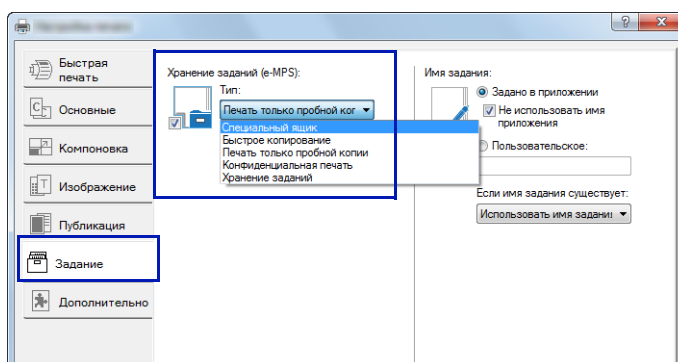 Быстрая
печать
Основные
Компоновка
Изображение
Публикация
Задание
Дополнительно
Хранение заданий (e-MPS):
Тип:
Печать только пробной ког
Специальный ящик
Быстрое копирование
Печать только пробной копии
Конфиденциальная печать
Хранение заданий
Имя задания:
Задано в приложении
Не использовать имя
приложения
Пользовательское:
Если имя задания существует:
Использовать имя задани